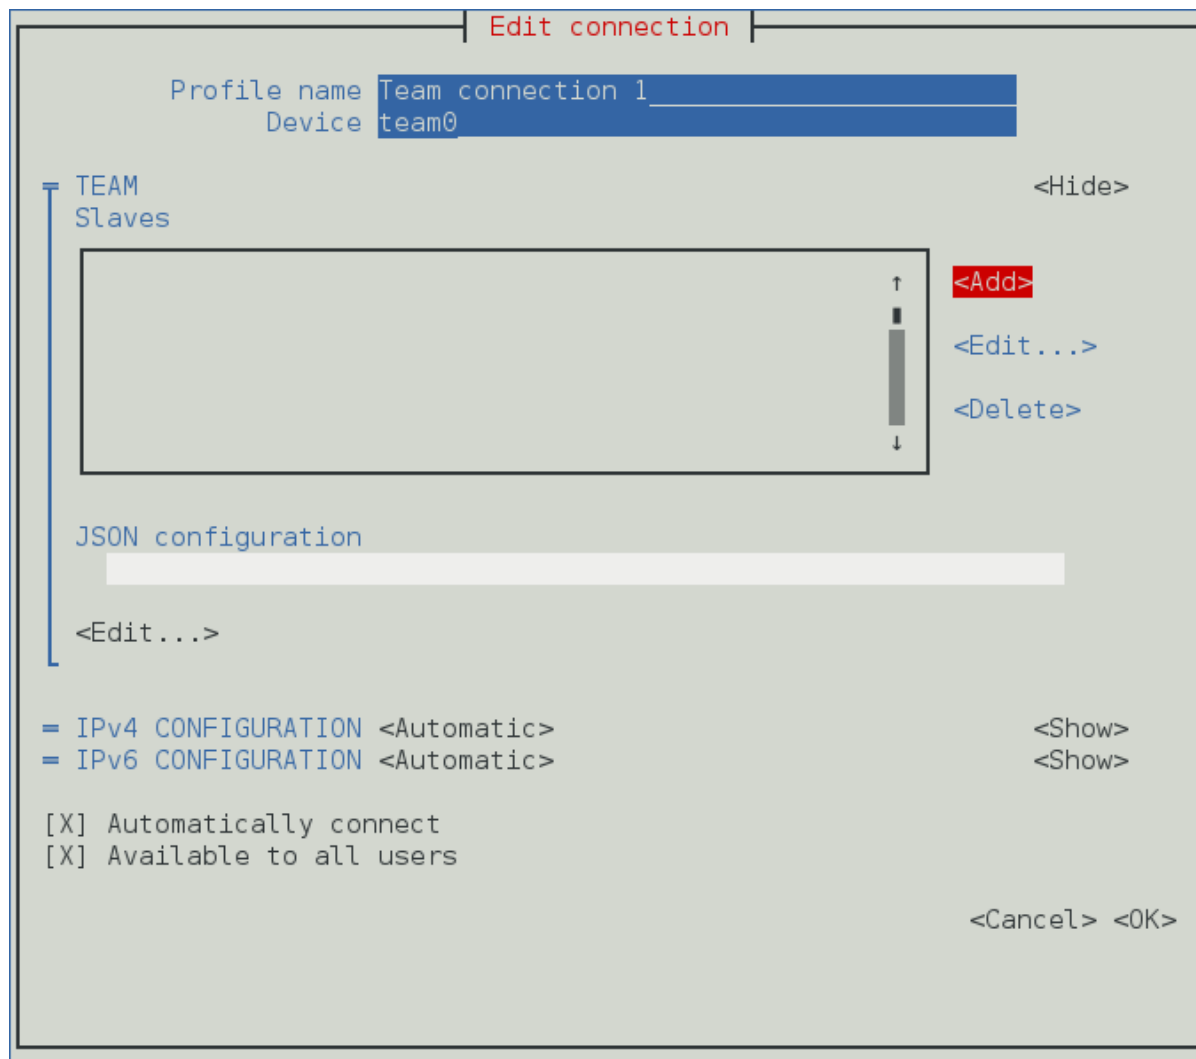 Edit connection
Profile name Team connection 1
Device team0
TEAM <Hide>
Slaves
<Add>
<Edit...>
<Delete>
JSON configuration
<Edit...>
IPv4 CONFIGURATION <Automatic> <Show>
IPv6 CONFIGURATION <Automatic> <Show>
[X] Automatically connect
[X] Available to all users
<Cancel> <OK>